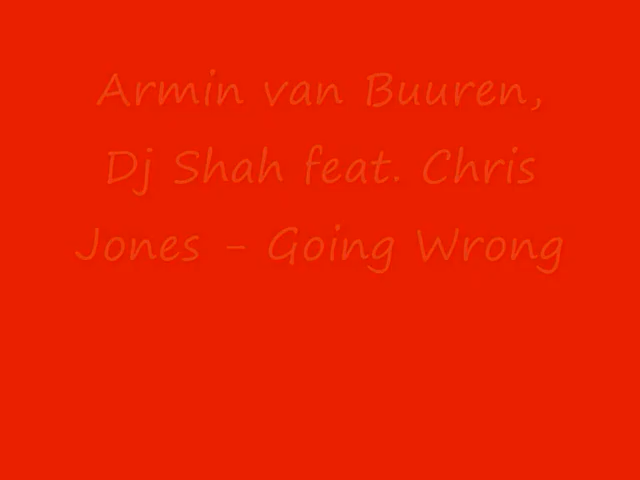 Armin van Buuren,
Dj Shah feat. Chris
Jones - Going Wrong